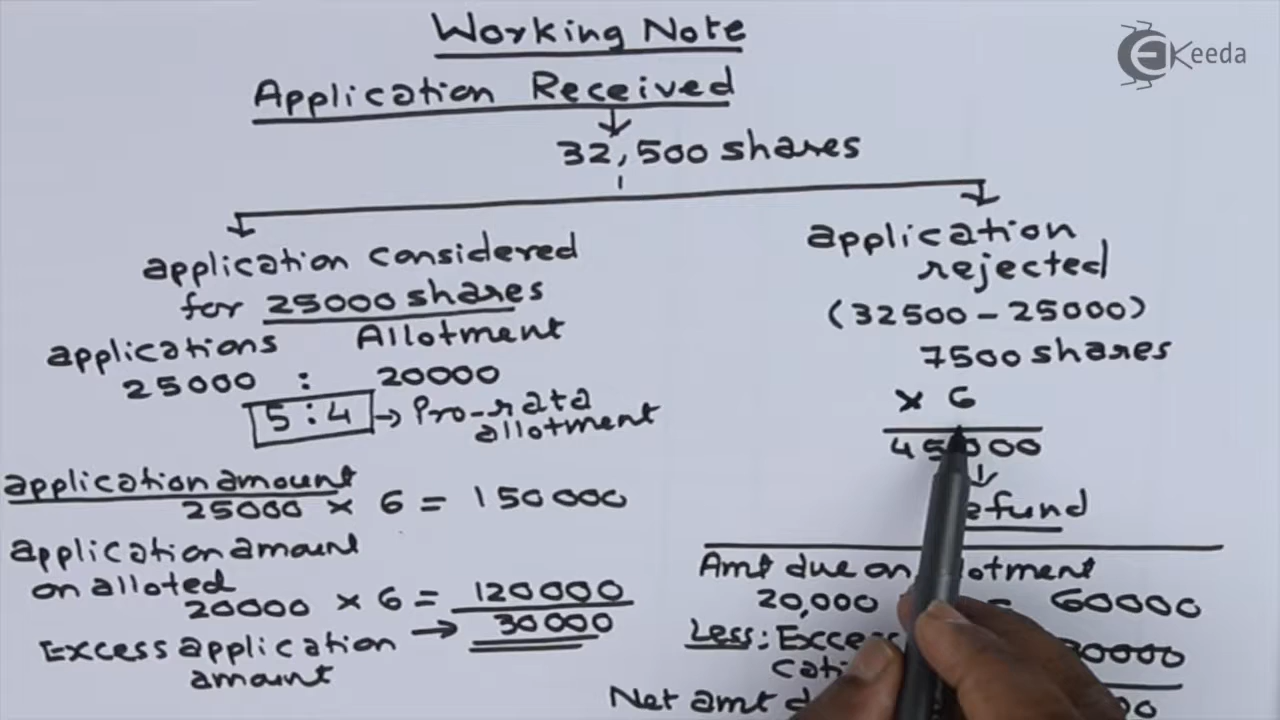 Working Note
Keeda
Application Received
32,500 shares
application considered
for 25000 shares
applications Allotment
25000 : 20000
5:4 → Pro-rata
allotment
application amount
25000 × 6 = 150000
application amount
on alloted
20000 × 6 = 120000
Excess application → 30000
amount
application
rejected
(32500 - 25000)
7500 shares
× 6
45000
Amt due on
20,000 = 60000
Less:
Net amt